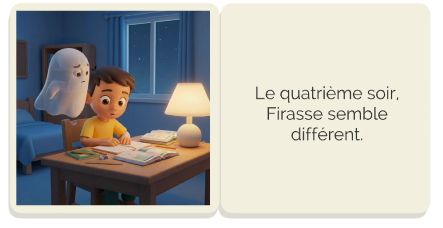 Le quatrième soir,
Firasse semble
différent.